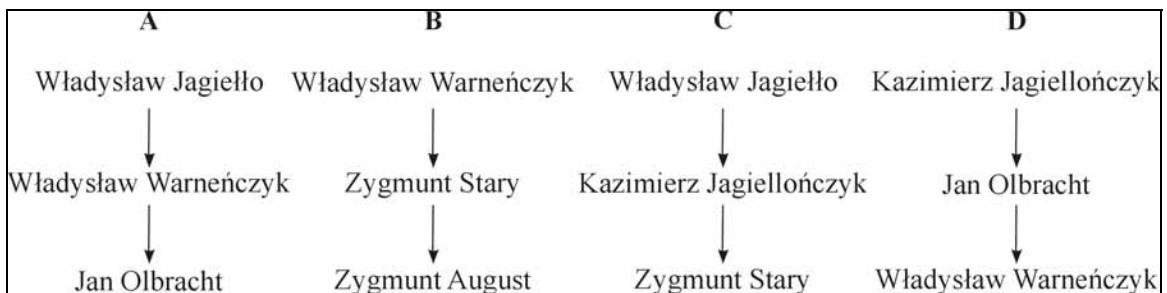 A B C D
Władysław Jagiełło Władysław Warneńczyk Władysław Jagiełło Kazimierz Jagiellończyk
Władysław Warneńczyk Zygmunt Stary Kazimierz Jagiellończyk Jan Olbracht
Jan Olbracht Zygmunt August Zygmunt Stary Władysław Warneńczyk